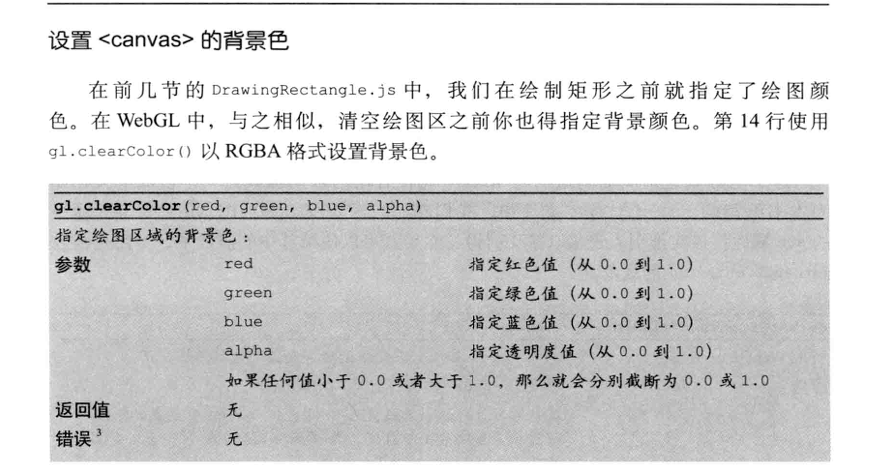 设置 <canvas> 的背景色
在前几节的 DrawingRectangle.js 中，我们在绘制矩形之前就指定了绘图颜
色。在 WebGL 中，与之相似，清空绘图区之前你也得指定背景颜色。第 14 行使用
gl.clearColor() 以 RGBA 格式设置背景色。
gl.clearColor(red, green, blue, alpha)
指定绘图区域的背景色：
参数 red 指定红色值（从 0.0 到 1.0）
green 指定绿色值（从 0.0 到 1.0）
blue 指定蓝色值（从 0.0 到 1.0）
alpha 指定透明度值（从 0.0 到 1.0）
如果任何值小于 0.0 或者大于 1.0，那么就会分别截断为 0.0 或 1.0
返回值 无
错误 3 无